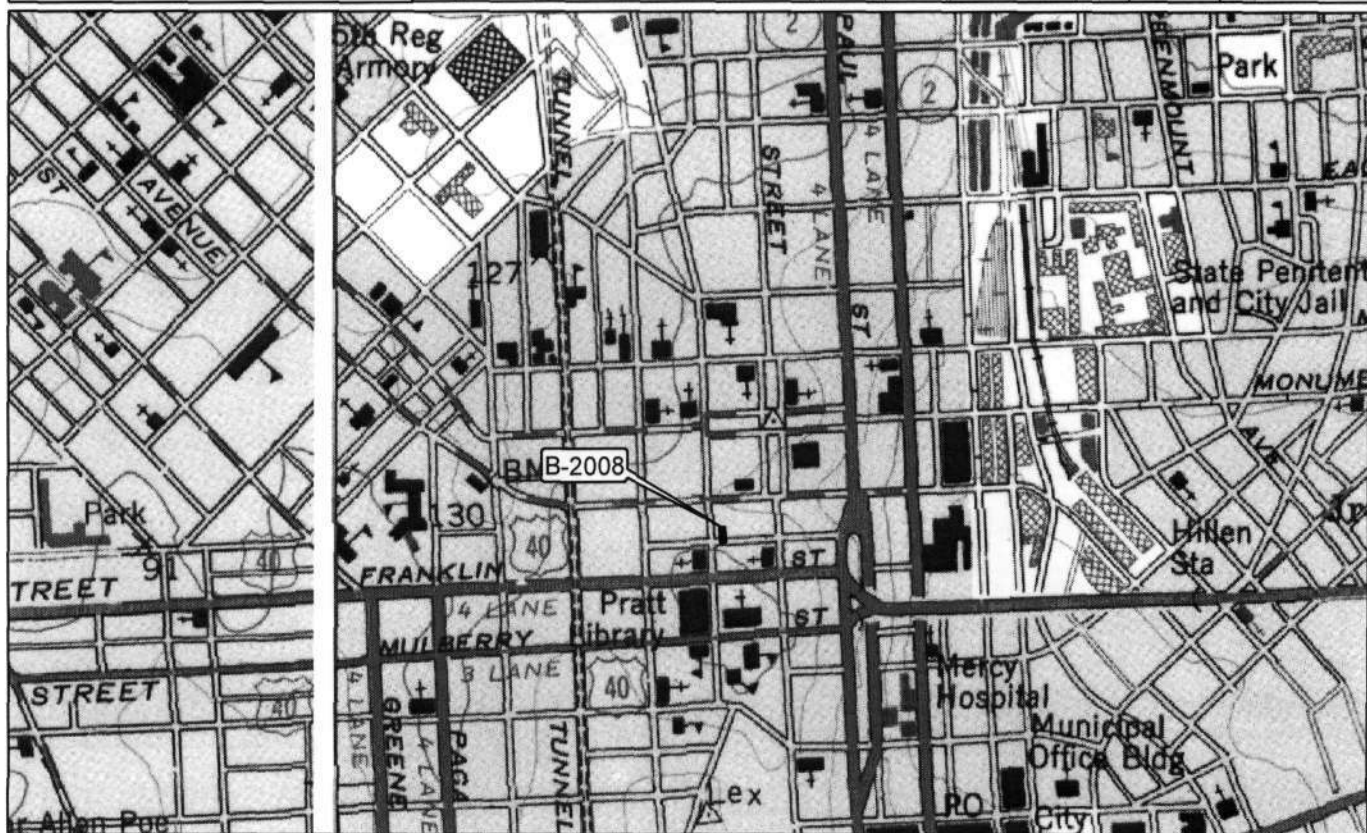 5th Reg
Armory
TUNNEL
2
PAUL
4 LANE
2
Park
STREET
4 LANE
ST
AVENUE
127
ST
State Peniten
and City Jail
MONUME
AVE
B-2008
Park
130
40
40
91
Hillen
Sta
TREET
FRANKLIN
ST
4 LANE
Pratt
Library
MULBERRY
ST
3 LANE
40
STREET
40
4 LANE
GREENE
PACA
4 LANE
TUNNEL
Mercy
Hospital
Municipal
Office Bldg
Lex
PO
City
r Allan Poe